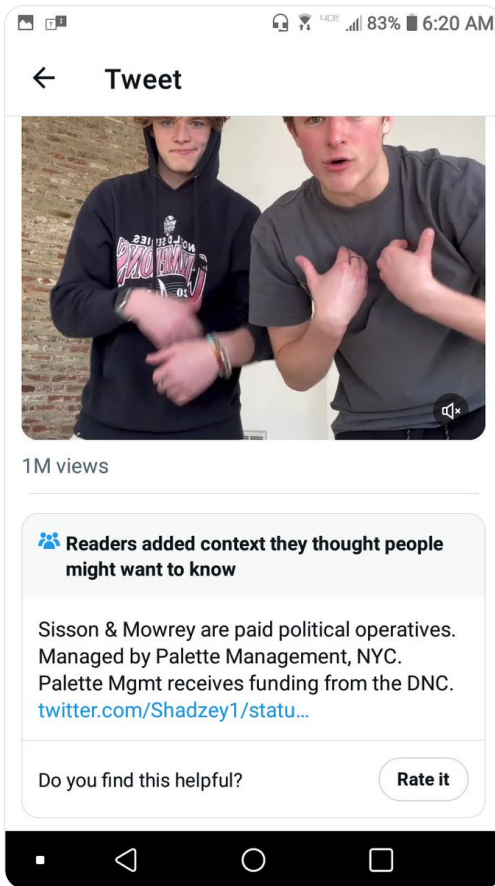 83% 6:20 AM
Tweet
1M views
Readers added context they thought people
might want to know
Sisson & Mowrey are paid political operatives.
Managed by Palette Management, NYC.
Palette Mgmt receives funding from the DNC.
twitter.com/Shadzey1/statu...
Do you find this helpful?
Rate it